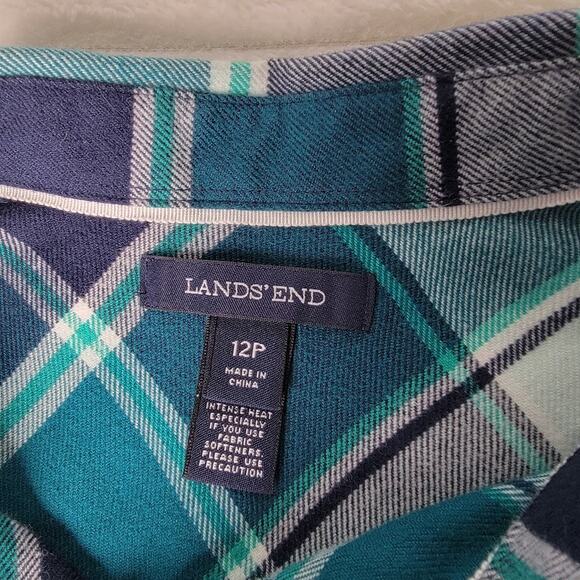 LANDS' END
12P
MADE IN
CHINA
INTENSE HEAT
ESPECIALLY
IF YOU USE
FABRIC
SOFTENERS.
PLEASE USE
PRECAUTION